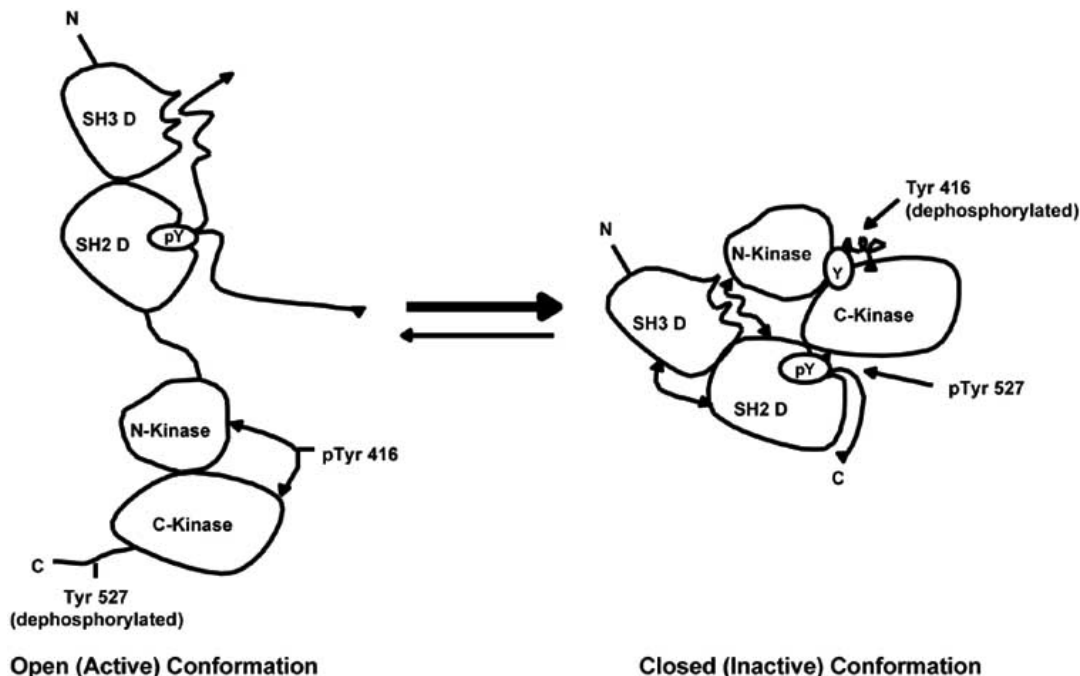 N
SH3 D
SH2 D
pY
N-Kinase
pTyr 416
C-Kinase
C
Tyr 527
(dephosphorylated)
Open (Active) Conformation
Tyr 416
(dephosphorylated)
N
N-Kinase
Y
C-Kinase
SH3 D
pY
pTyr 527
SH2 D
C
Closed (Inactive) Conformation